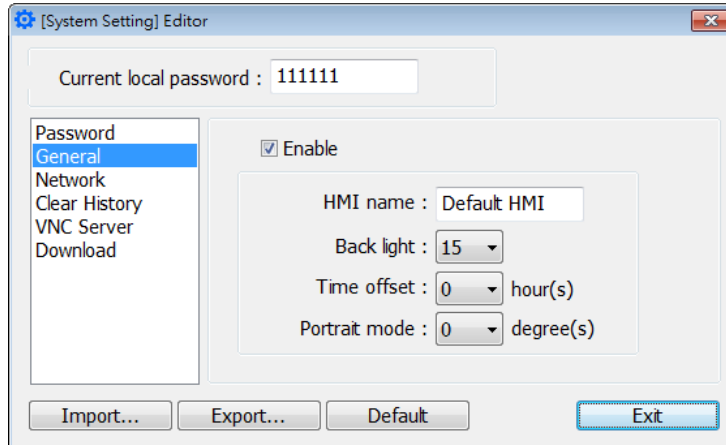 [System Setting] Editor
Current local password : 111111
Password
General
Network
Clear History
VNC Server
Download
Enable
HMI name : Default HMI
Back light : 15
Time offset : 0 hour(s)
Portrait mode : 0 degree(s)
Import... Export... Default Exit